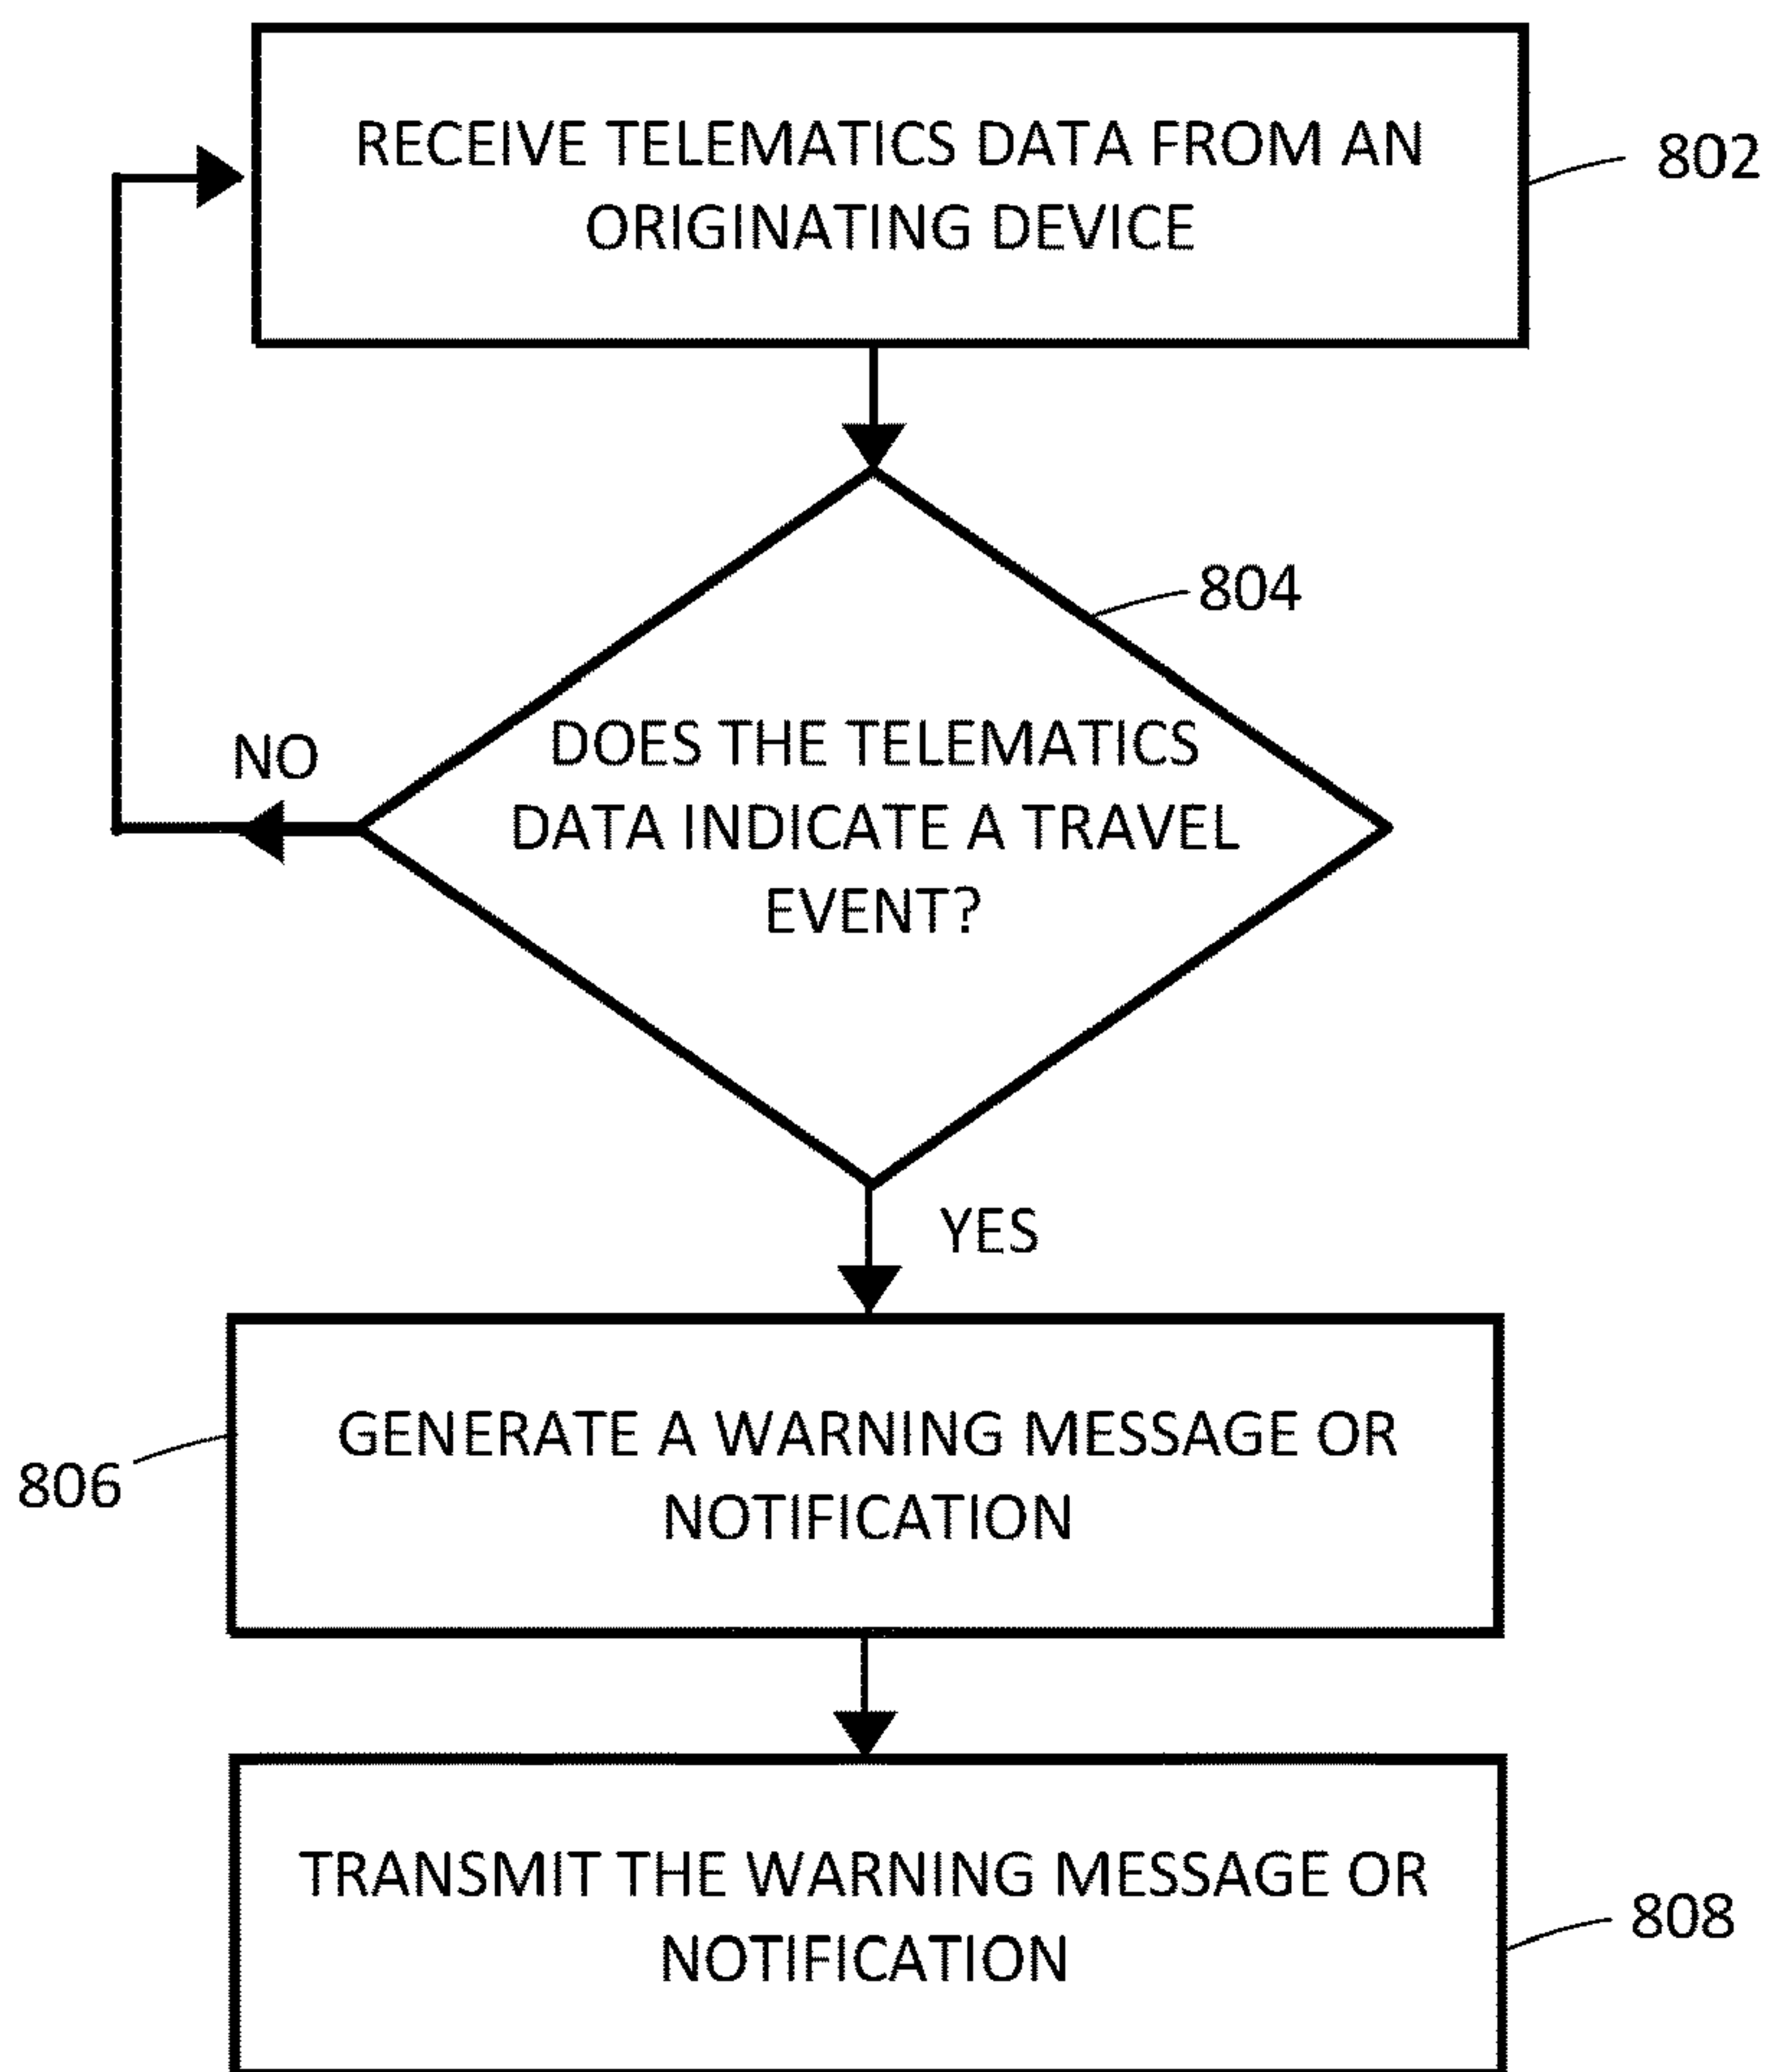 RECEIVE TELEMATICS DATA FROM AN
ORIGINATING DEVICE
802
804
DOES THE TELEMATICS
DATA INDICATE A TRAVEL
EVENT?
NO
YES
GENERATE A WARNING MESSAGE OR
NOTIFICATION
806
TRANSMIT THE WARNING MESSAGE OR
NOTIFICATION
808